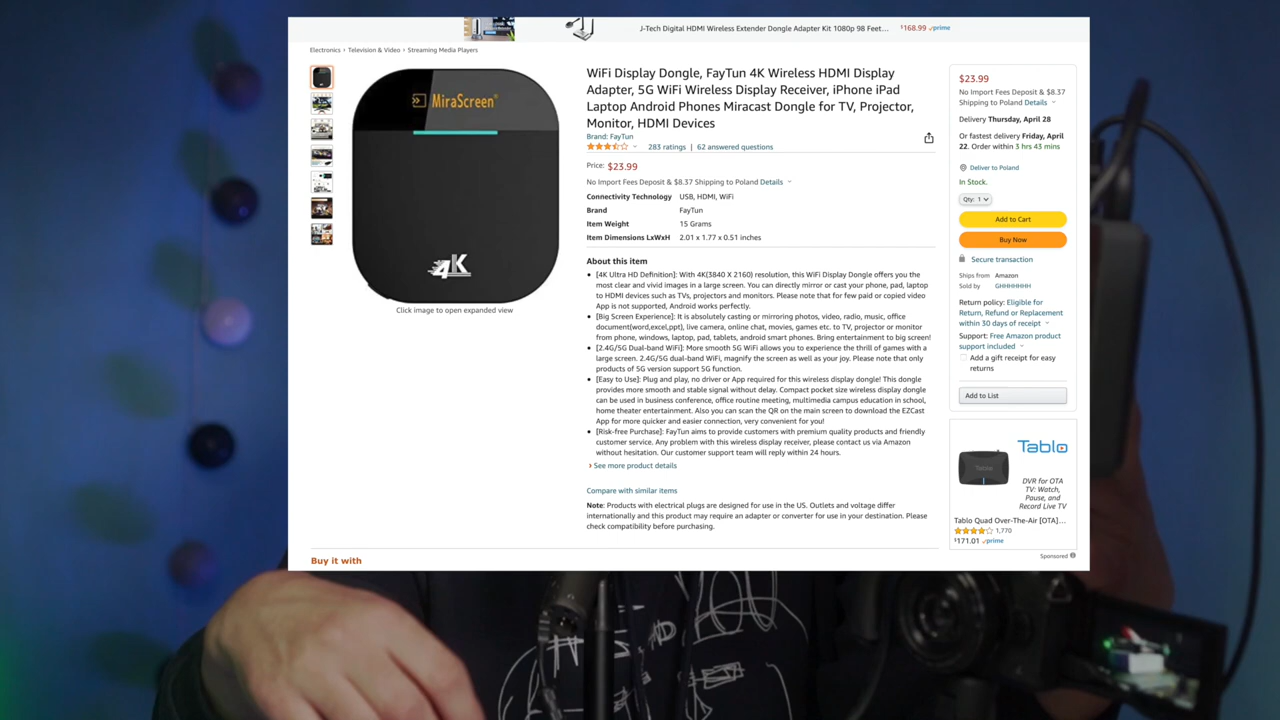 J-Tech Digital HDMI Wireless Extender Dongle Adapter Kit 1080p 98 Feet... $168.99 prime
Electronics › Television & Video › Streaming Media Players
MiraScreen®
4K
Click image to open expanded view
WiFi Display Dongle, FayTun 4K Wireless HDMI Display
Adapter, 5G WiFi Wireless Display Receiver, iPhone iPad
Laptop Android Phones Miracast Dongle for TV, Projector,
Monitor, HDMI Devices
Brand: FayTun
283 ratings | 62 answered questions
Price: $23.99
No Import Fees Deposit & $8.37 Shipping to Poland Details
Connectivity Technology USB, HDMI, WiFi
Brand FayTun
Item Weight 15 Grams
Item Dimensions LxWxH 2.01 x 1.77 x 0.51 inches
About this item
• [4K Ultra HD Definition]: With 4K(3840 X 2160) resolution, this WiFi Display Dongle offers you the
most clear and vivid images in a large screen. You can directly mirror or cast your phone, pad, laptop
to HDMI devices such as TVs, projectors and monitors. Please note that for few paid or copied video
App is not supported, Android works perfectly.
• [Big Screen Experience]: It is absolutely casting or mirroring photos, video, radio, music, office
document(word,excel,ppt), live camera, online chat, movies, games etc. to TV, projector or monitor
from phone, windows, laptop, pad, tablets, android smart phones. Bring entertainment to big screen!
• [2.4G/5G Dual-band WiFi]: More smooth 5G WiFi allows you to experience the thrill of games with a
large screen. 2.4G/5G dual-band WiFi, magnify the screen as well as your joy. Please note that only
products of 5G version support 5G function.
• [Easy to Use]: Plug and play, no driver or App required for this wireless display dongle! This dongle
provides more smooth and stable signal without delay. Compact pocket size wireless display dongle
can be used in business conference, office routine meeting, multimedia campus education in school,
home theater entertainment. Also you can scan the QR on the main screen to download the EZCast
App for more quicker and easier connection, very convenient for you!
• [Risk-free Purchase]: FayTun aims to provide customers with premium quality products and friendly
customer service. Any problem with this wireless display receiver, please contact us via Amazon
without hesitation. Our customer support team will reply within 24 hours.
› See more product details
Compare with similar items
Note: Products with electrical plugs are designed for use in the US. Outlets and voltage differ
internationally and this product may require an adapter or converter for use in your destination. Please
check compatibility before purchasing.
Buy it with
$23.99
No Import Fees Deposit & $8.37
Shipping to Poland Details
Delivery Thursday, April 28
Or fastest delivery Friday, April
22. Order within 3 hrs 43 mins
Deliver to Poland
In Stock.
Qty: 1
Add to Cart
Buy Now
Secure transaction
Ships from Amazon
Sold by GHHHHHHH
Return policy: Eligible for
Return, Refund or Replacement
within 30 days of receipt
Support: Free Amazon product
support included
Add a gift receipt for easy
returns
Add to List
Tablo
Tablo
DVR for OTA
TV: Watch,
Pause, and
Record Live TV
Tablo Quad Over-The-Air [OTA]...
1,770
$171.01 prime
Sponsored